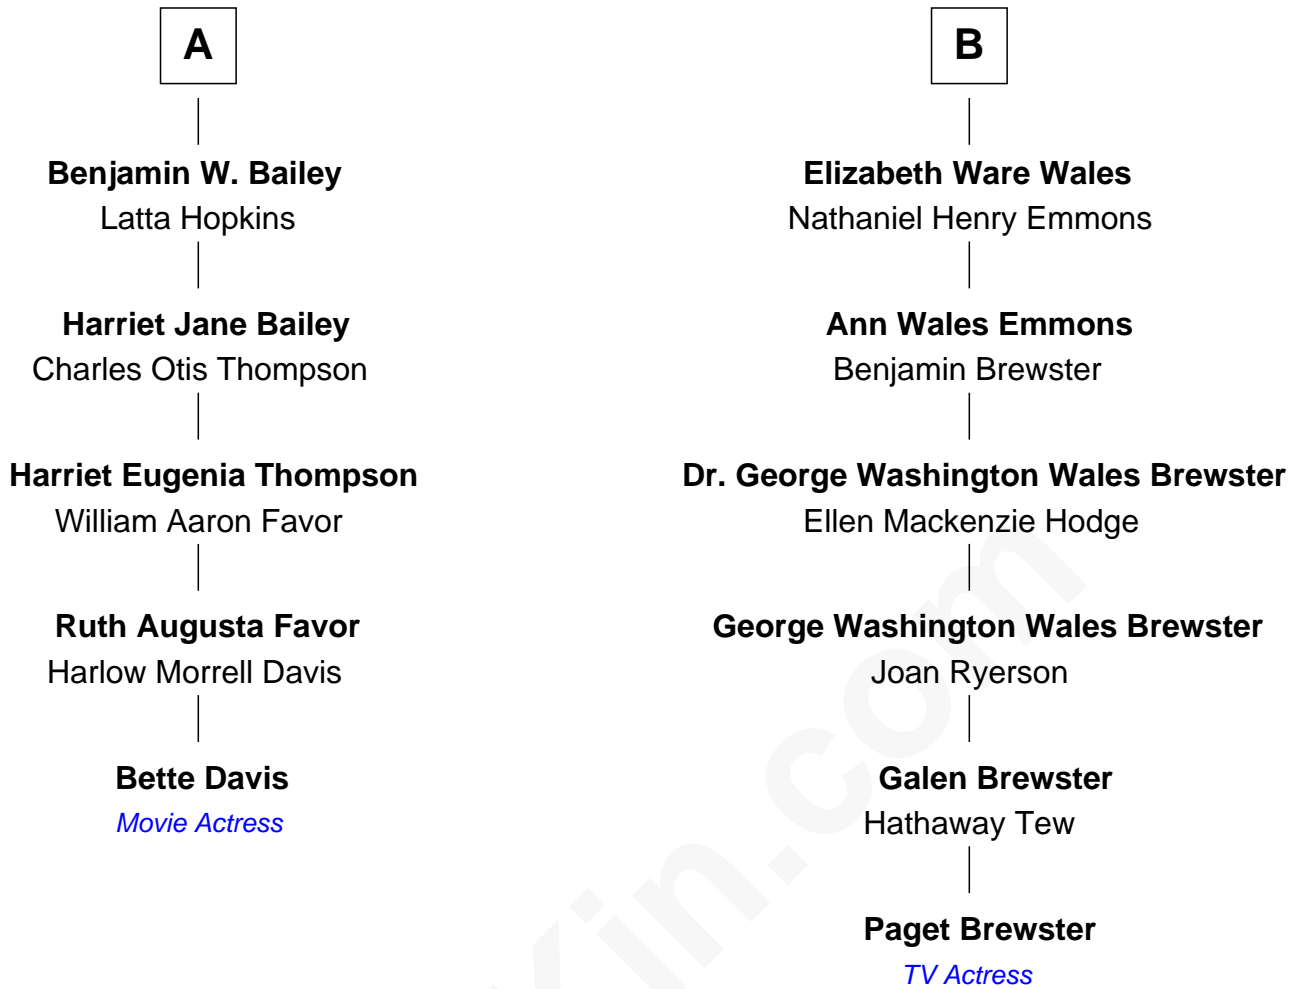 A
Benjamin W. Bailey
Latta Hopkins
Harriet Jane Bailey
Charles Otis Thompson
Harriet Eugenia Thompson
William Aaron Favor
Ruth Augusta Favor
Harlow Morrell Davis
Bette Davis
Movie Actress
B
Elizabeth Ware Wales
Nathaniel Henry Emmons
Ann Wales Emmons
Benjamin Brewster
Dr. George Washington Wales Brewster
Ellen Mackenzie Hodge
George Washington Wales Brewster
Joan Ryerson
Galen Brewster
Hathaway Tew
Paget Brewster
TV Actress
Kin.com